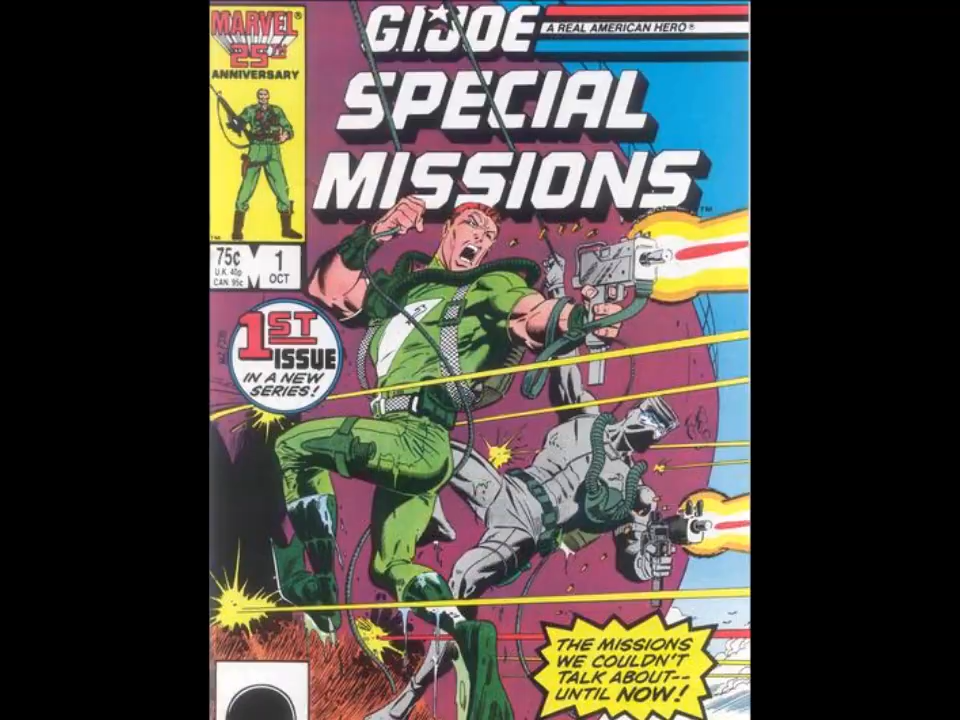 MARVEL®
25TH
ANNIVERSARY
G.I. JOE
A REAL AMERICAN HERO®
SPECIAL
MISSIONS
TM
75¢
U.K. 40p
CAN. 95¢
1
OCT
1ST
ISSUE
IN A NEW
SERIES!
THE MISSIONS
WE COULDN'T
TALK ABOUT--
UNTIL NOW!